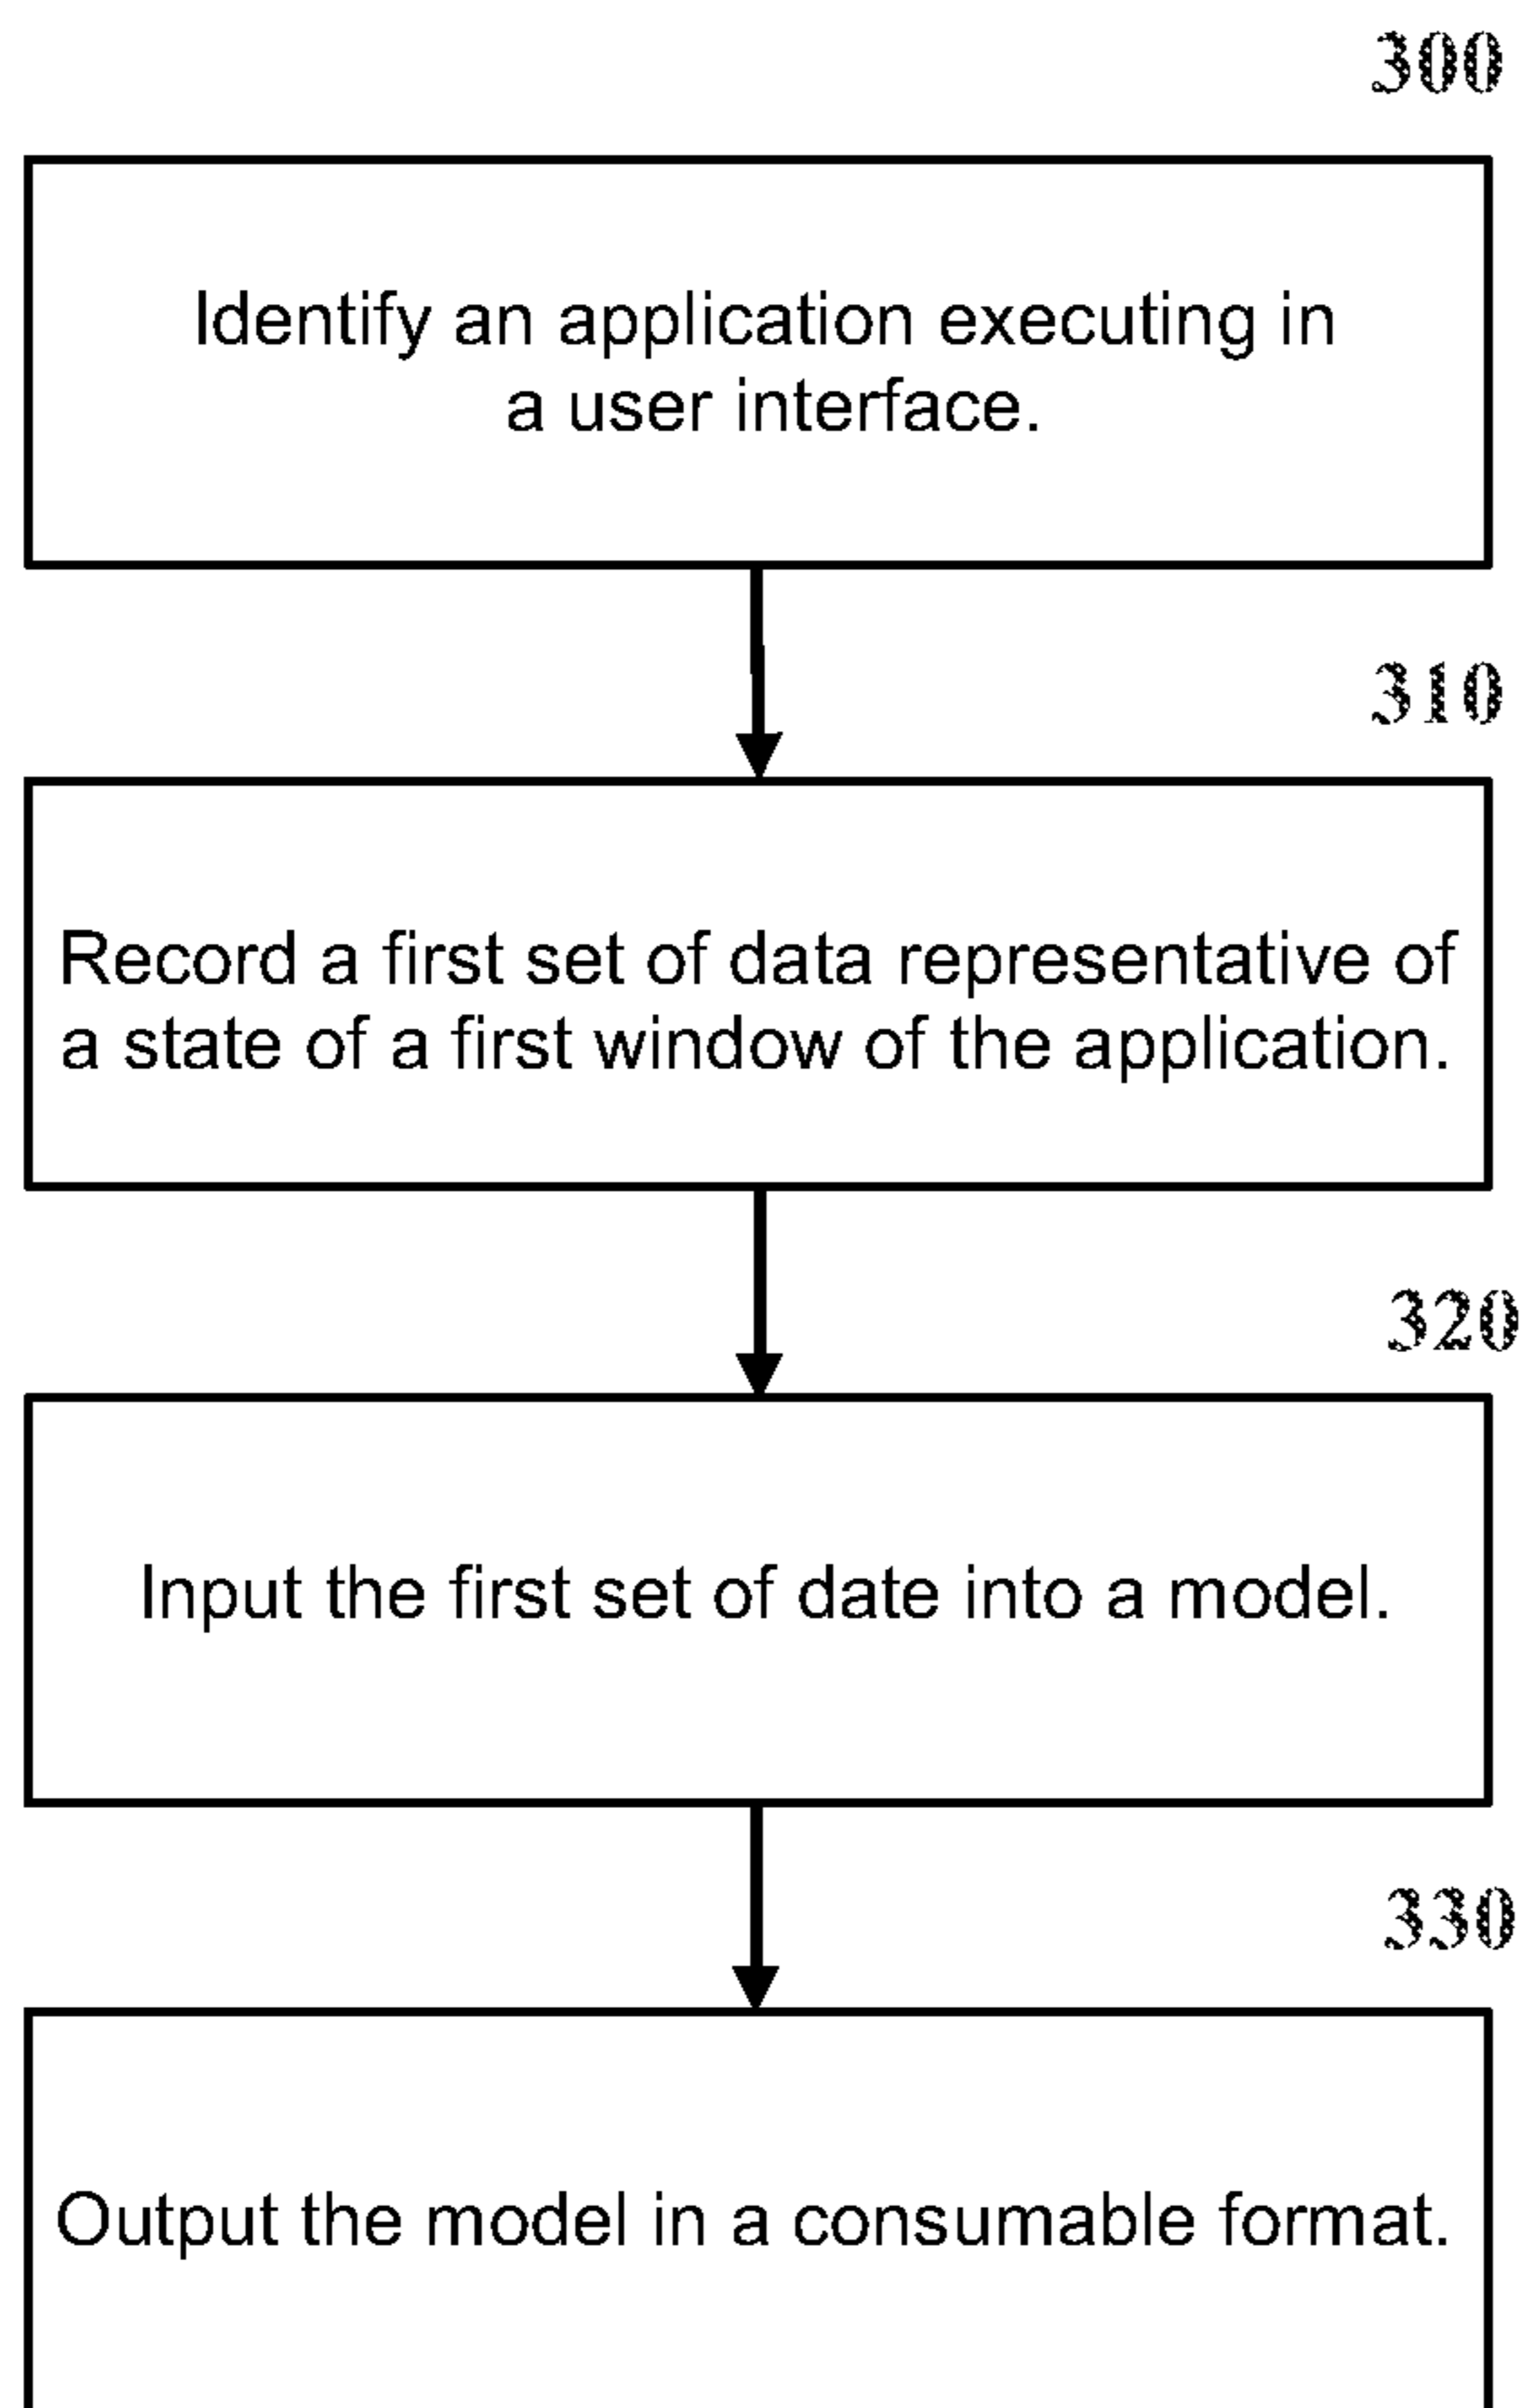 300
Identify an application executing in
a user interface.
310
Record a first set of data representative of
a state of a first window of the application.
320
Input the first set of date into a model.
330
Output the model in a consumable format.